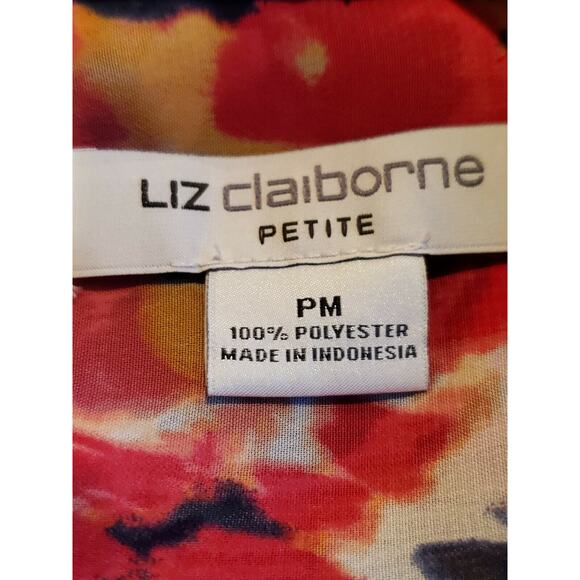 LIZ claiborne
PETITE
PM
100% POLYESTER
MADE IN INDONESIA